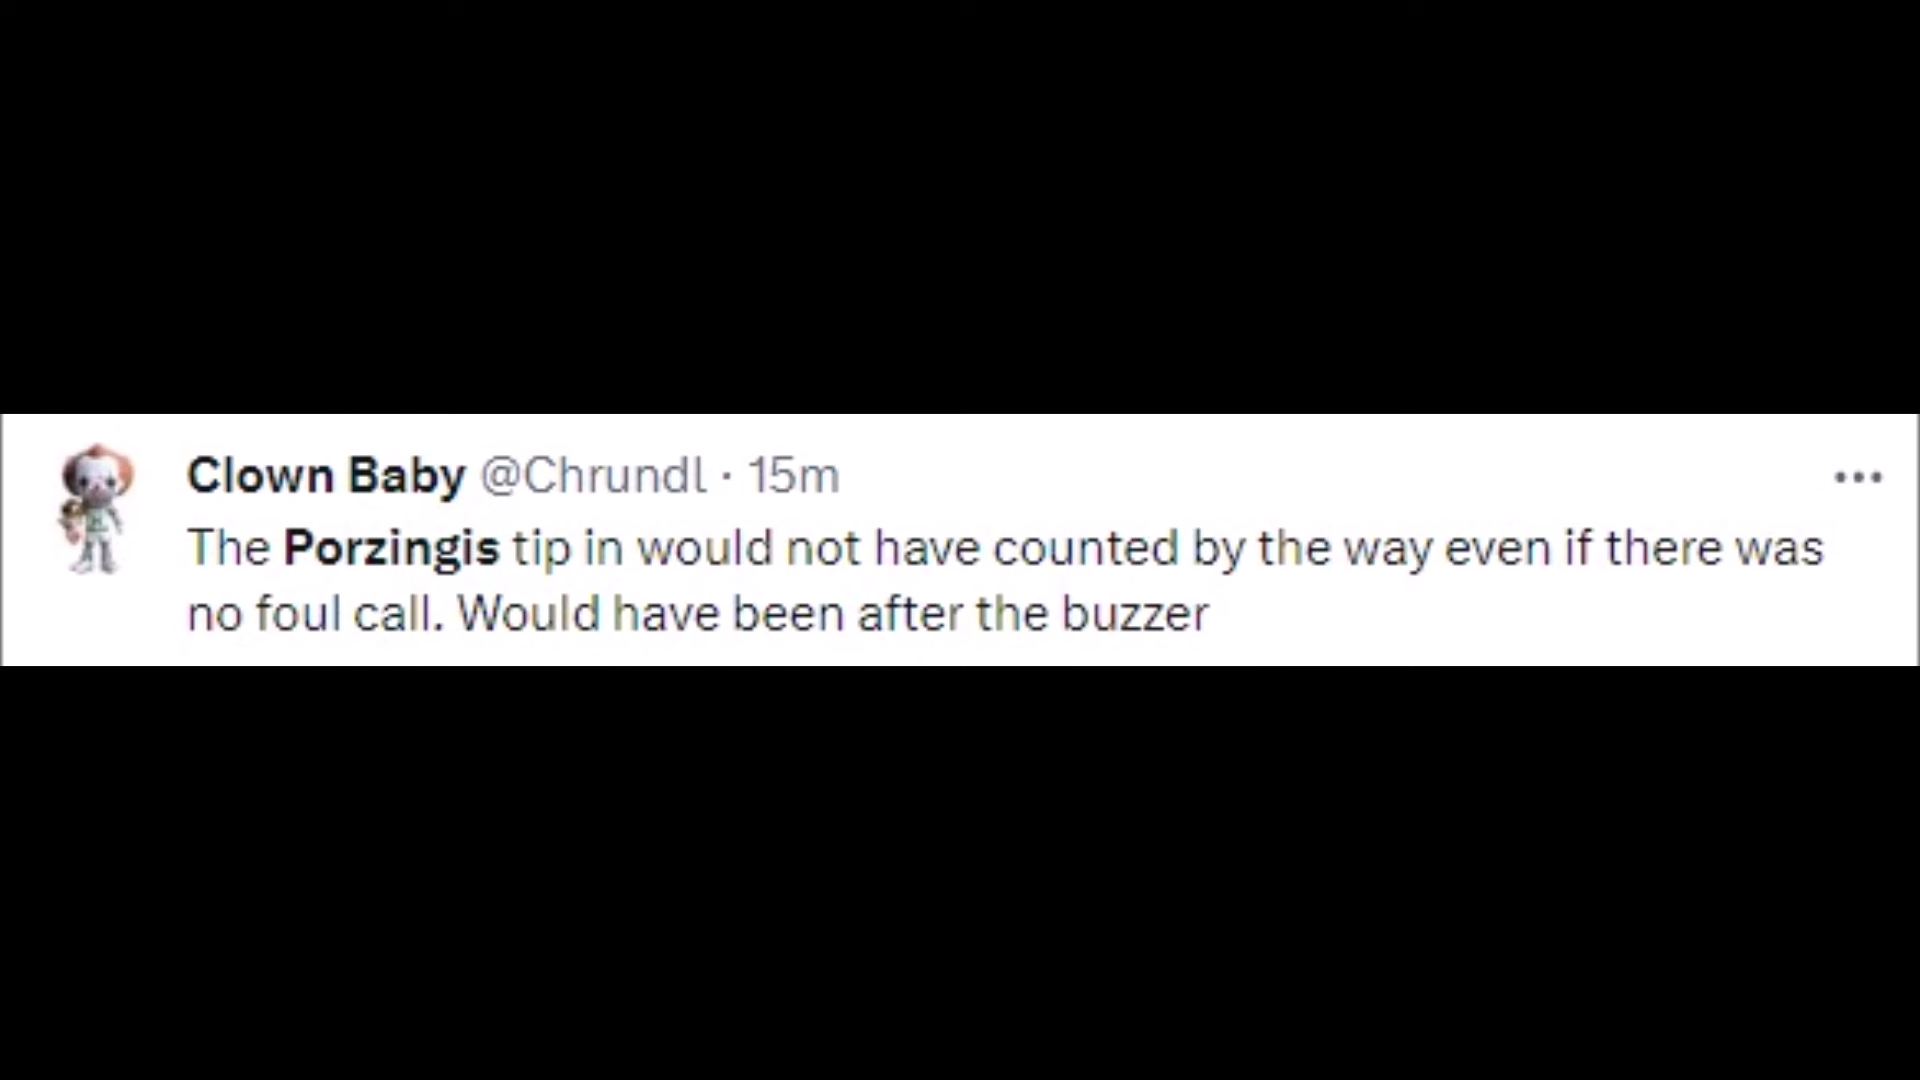 Clown Baby @Chrundl · 15m
The Porzingis tip in would not have counted by the way even if there was
no foul call. Would have been after the buzzer